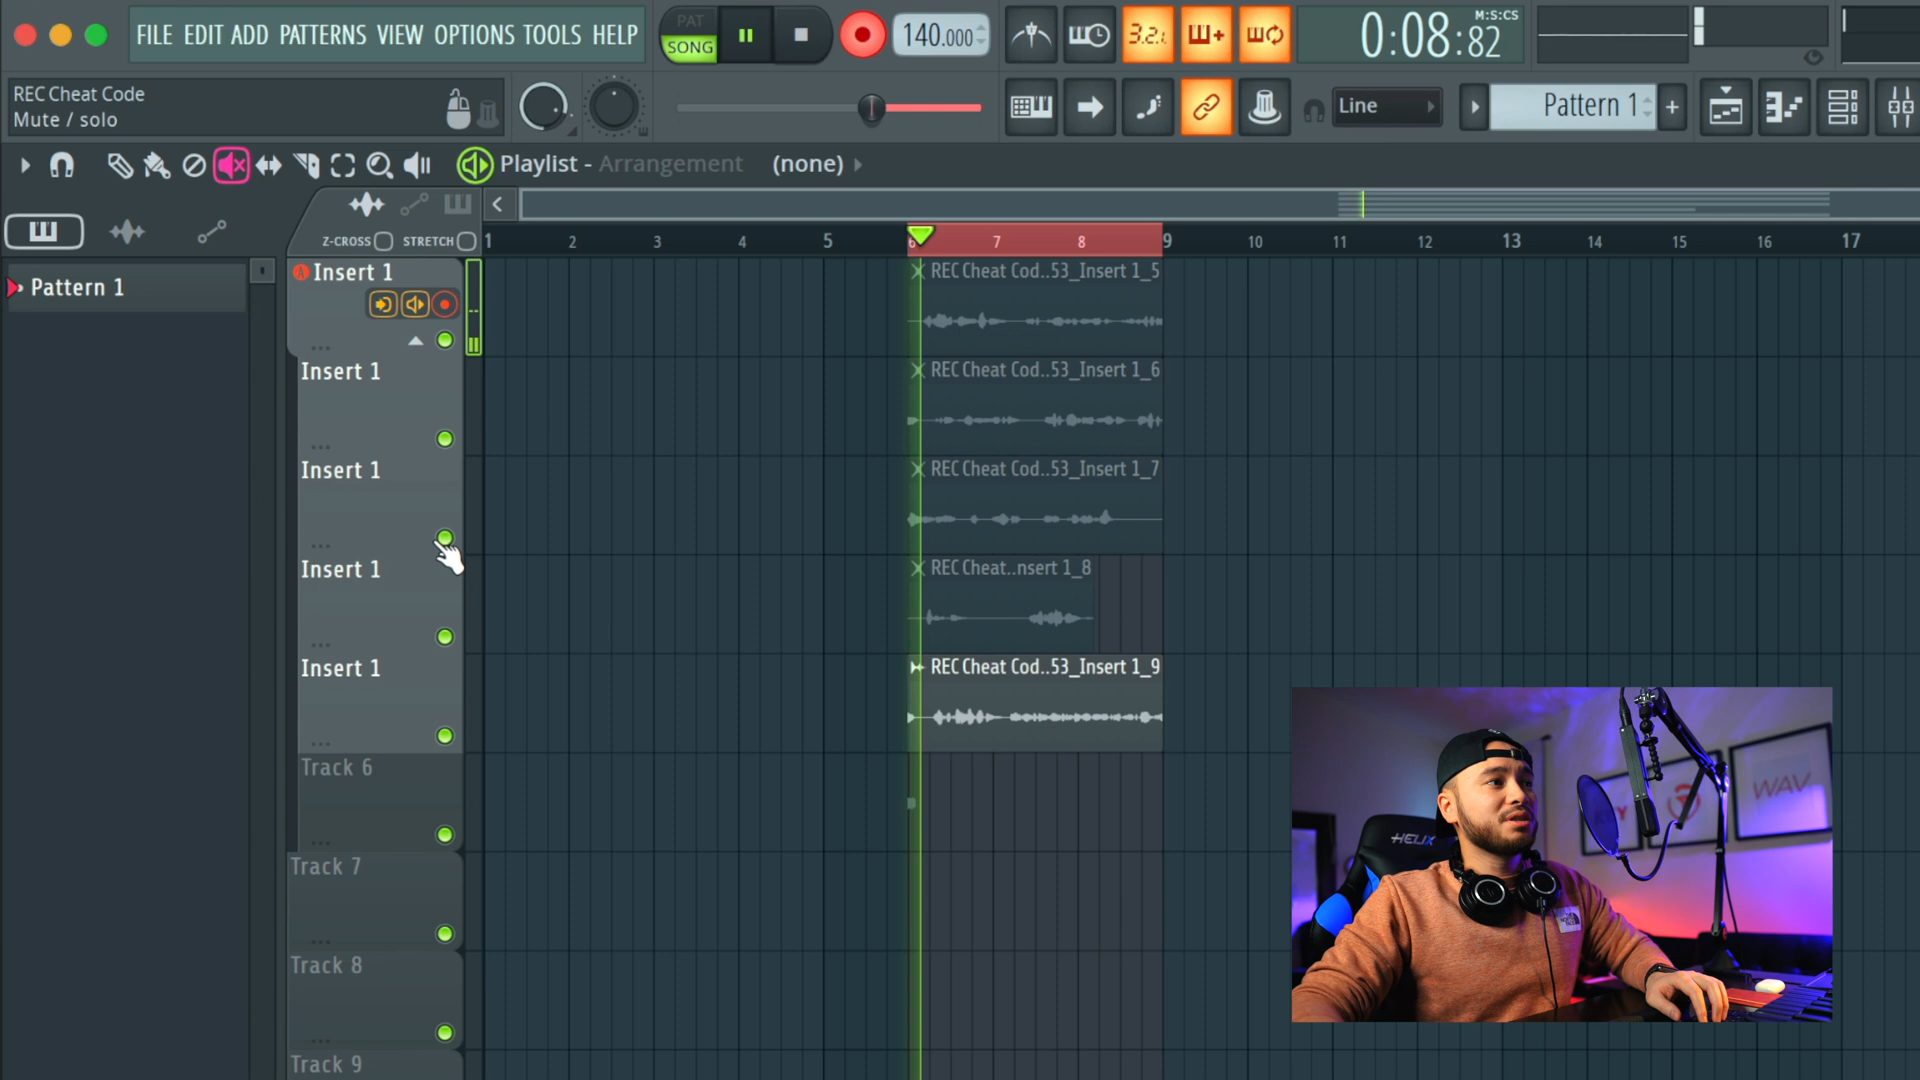 FILE EDIT ADD PATTERNS VIEW OPTIONS TOOLS HELP
PAT
SONG
140.000
3.2.1
0:08:82
M:S:CS
REC Cheat Code
Mute / solo
Line
Pattern 1
Playlist - Arrangement (none)
Z-CROSS STRETCH
1 2 3 4 5 6 7 8 9 10 11 12 13 14 15 16 17
Pattern 1
Insert 1
REC Cheat Cod..53_Insert 1_5
Insert 1
REC Cheat Cod..53_Insert 1_6
Insert 1
REC Cheat Cod..53_Insert 1_7
Insert 1
REC Cheat..nsert 1_8
Insert 1
REC Cheat Cod..53_Insert 1_9
Track 6
Track 7
Track 8
Track 9
HELIX
WAV